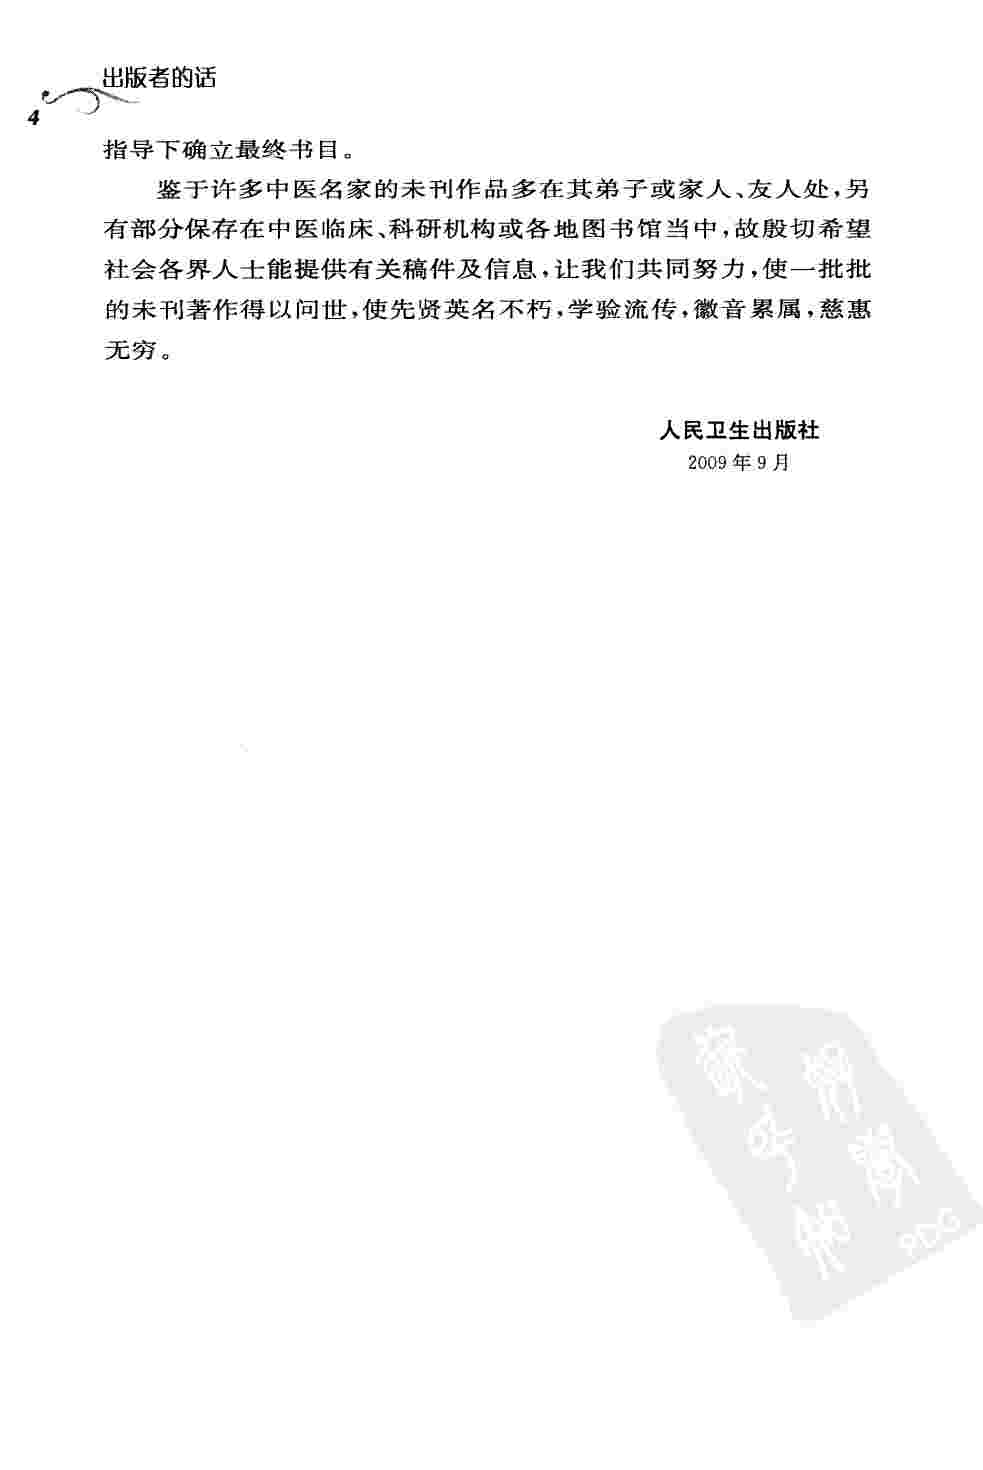 出版者的话
4
指导下确立最终书目。
鉴于许多中医名家的未刊作品多在其弟子或家人、友人处,另
有部分保存在中医临床、科研机构或各地图书馆当中,故殷切希望
社会各界人士能提供有关稿件及信息,让我们共同努力,使一批批
的未刊著作得以问世,使先贤英名不朽,学验流传,徽音累属,慈惠
无穷。
人民卫生出版社
2009年9月
PDG